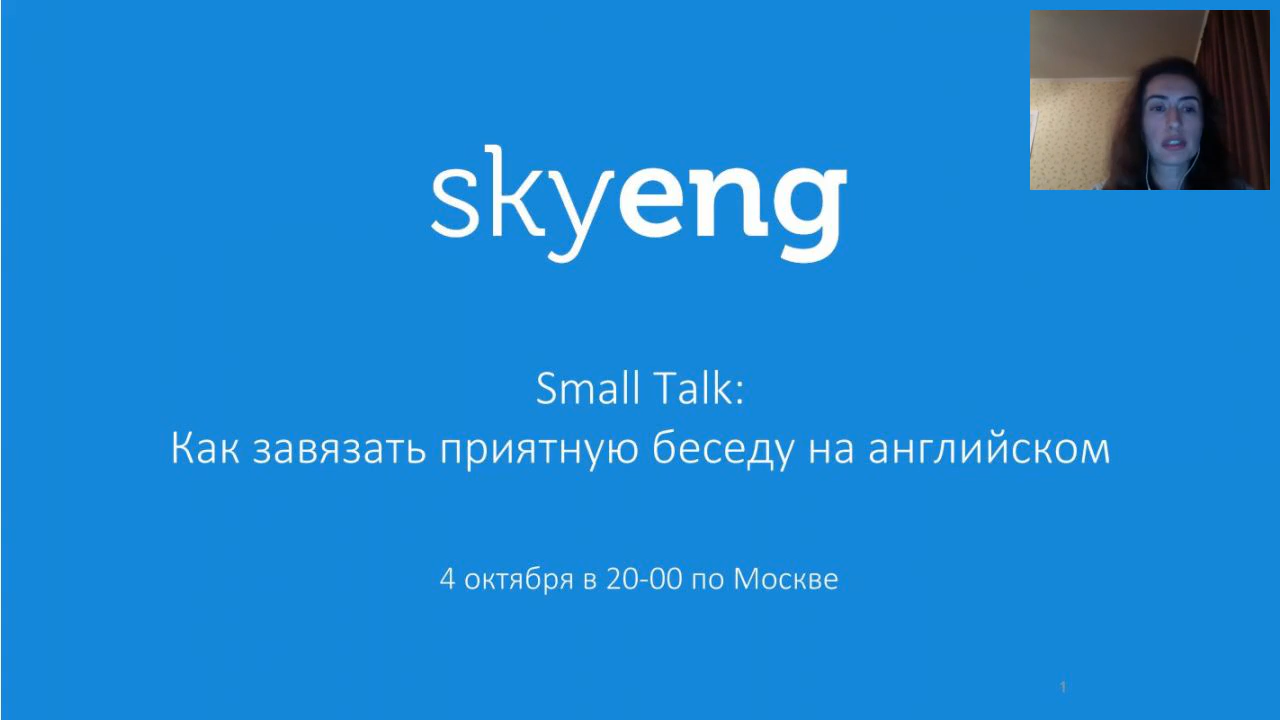 skyeng
Small Talk:
Как завязать приятную беседу на английском
4 октября в 20-00 по Москве
1